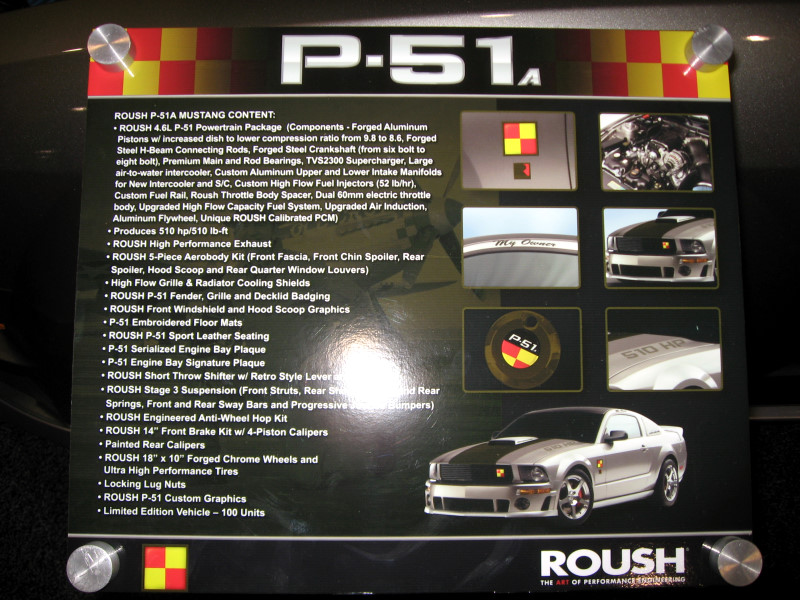 P-51A
ROUSH P-51A MUSTANG CONTENT:
• ROUSH 4.6L P-51 Powertrain Package (Components - Forged Aluminum
Pistons w/ increased dish to lower compression ratio from 9.8 to 8.6, Forged
Steel H-Beam Connecting Rods, Forged Steel Crankshaft (from six bolt to
eight bolt), Premium Main and Rod Bearings, TVS2300 Supercharger, Large
air-to-water intercooler, Custom Aluminum Upper and Lower Intake Manifolds
for New Intercooler and S/C, Custom High Flow Fuel Injectors (52 lb/hr),
Custom Fuel Rail, Roush Throttle Body Spacer, Dual 60mm electric throttle
body, Upgraded High Flow Capacity Fuel System, Upgraded Air Induction,
Aluminum Flywheel, Unique ROUSH Calibrated PCM)
• Produces 510 hp/510 lb-ft
• ROUSH High Performance Exhaust
• ROUSH 5-Piece Aerobody Kit (Front Fascia, Front Chin Spoiler, Rear
Spoiler, Hood Scoop and Rear Quarter Window Louvers)
• High Flow Grille & Radiator Cooling Shields
• ROUSH P-51 Fender, Grille and Decklid Badging
• ROUSH Front Windshield and Hood Scoop Graphics
• P-51 Embroidered Floor Mats
• ROUSH P-51 Sport Leather Seating
• P-51 Serialized Engine Bay Plaque
• P-51 Engine Bay Signature Plaque
• ROUSH Short Throw Shifter w/ Retro Style Lever
• ROUSH Stage 3 Suspension (Front Struts, Rear and Rear
Springs, Front and Rear Sway Bars and Progressive Bumpers)
• ROUSH Engineered Anti-Wheel Hop Kit
• ROUSH 14" Front Brake Kit w/ 4-Piston Calipers
• Painted Rear Calipers
• ROUSH 18" x 10" Forged Chrome Wheels and
Ultra High Performance Tires
• Locking Lug Nuts
• ROUSH P-51 Custom Graphics
• Limited Edition Vehicle – 100 Units
My Owner
P-51A
510 HP
ROUSH®
THE ART OF PERFORMANCE ENGINEERING